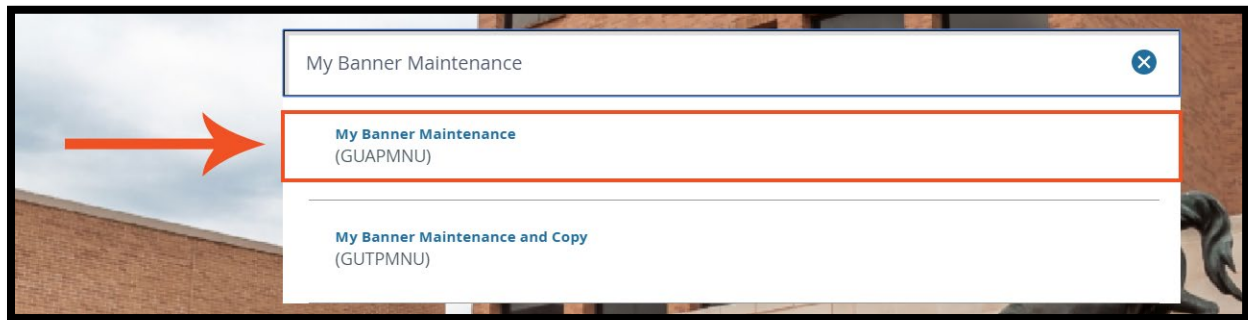 My Banner Maintenance
My Banner Maintenance
(GUAPMNU)
My Banner Maintenance and Copy
(GUTPMNU)